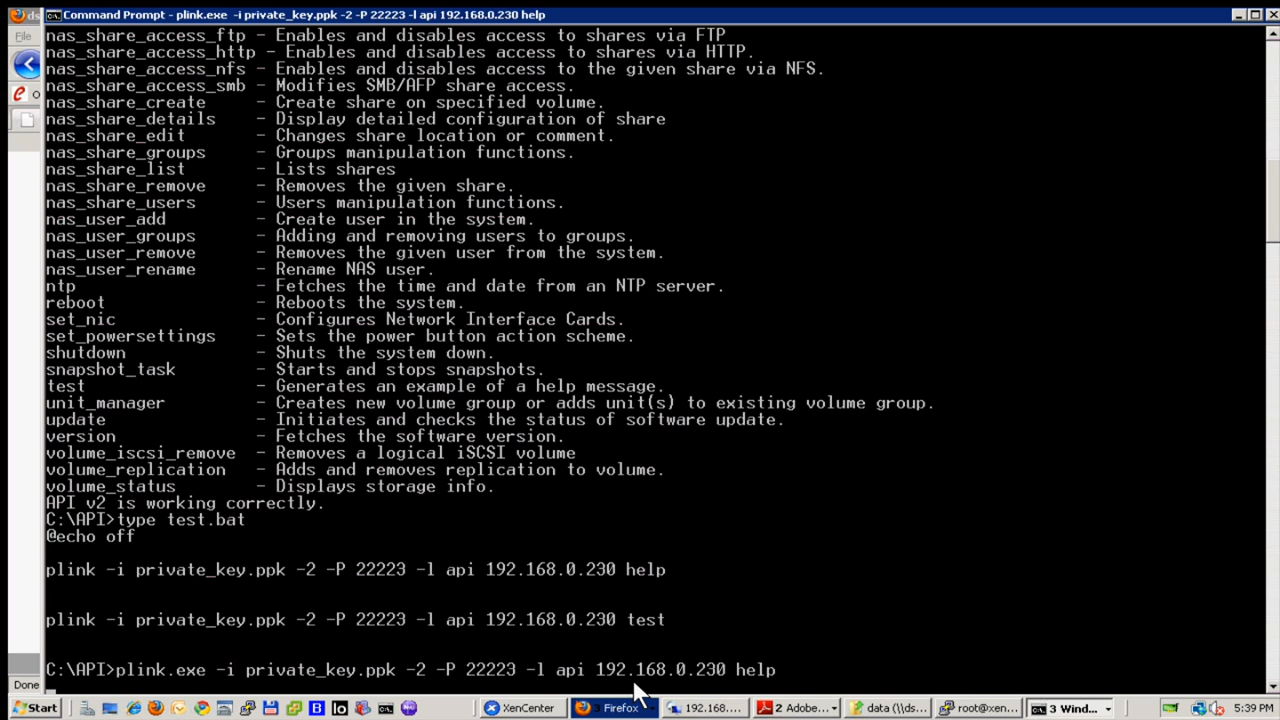 Command Prompt - plink.exe -i private_key.ppk -2 -P 22223 -l api 192.168.0.230 help
ds
File
nas_share_access_ftp - Enables and disables access to shares via FTP
nas_share_access_http - Enables and disables access to shares via HTTP.
nas_share_access_nfs - Enables and disables access to the given share via NFS.
nas_share_access_smb - Modifies SMB/AFP share access.
nas_share_create - Create share on specified volume.
nas_share_details - Display detailed configuration of share
nas_share_edit - Changes share location or comment.
nas_share_groups - Groups manipulation functions.
nas_share_list - Lists shares
nas_share_remove - Removes the given share.
nas_share_users - Users manipulation functions.
nas_user_add - Create user in the system.
nas_user_groups - Adding and removing users to groups.
nas_user_remove - Removes the given user from the system.
nas_user_rename - Rename NAS user.
ntp - Fetches the time and date from an NTP server.
reboot - Reboots the system.
set_nic - Configures Network Interface Cards.
set_powersettings - Sets the power button action scheme.
shutdown - Shuts the system down.
snapshot_task - Starts and stops snapshots.
test - Generates an example of a help message.
unit_manager - Creates new volume group or adds unit(s) to existing volume group.
update - Initiates and checks the status of software update.
version - Fetches the software version.
volume_iscsi_remove - Removes a logical iSCSI volume
volume_replication - Adds and removes replication to volume.
volume_status - Displays storage info.
API v2 is working correctly.
C:\API>type test.bat
@echo off
plink -i private_key.ppk -2 -P 22223 -l api 192.168.0.230 help
plink -i private_key.ppk -2 -P 22223 -l api 192.168.0.230 test
C:\API>plink.exe -i private_key.ppk -2 -P 22223 -l api 192.168.0.230 help
Done
Start
XenCenter
3 Firefox
192.168....
2 Adobe...
data (\\ds...
root@xen...
3 Wind...
5:39 PM